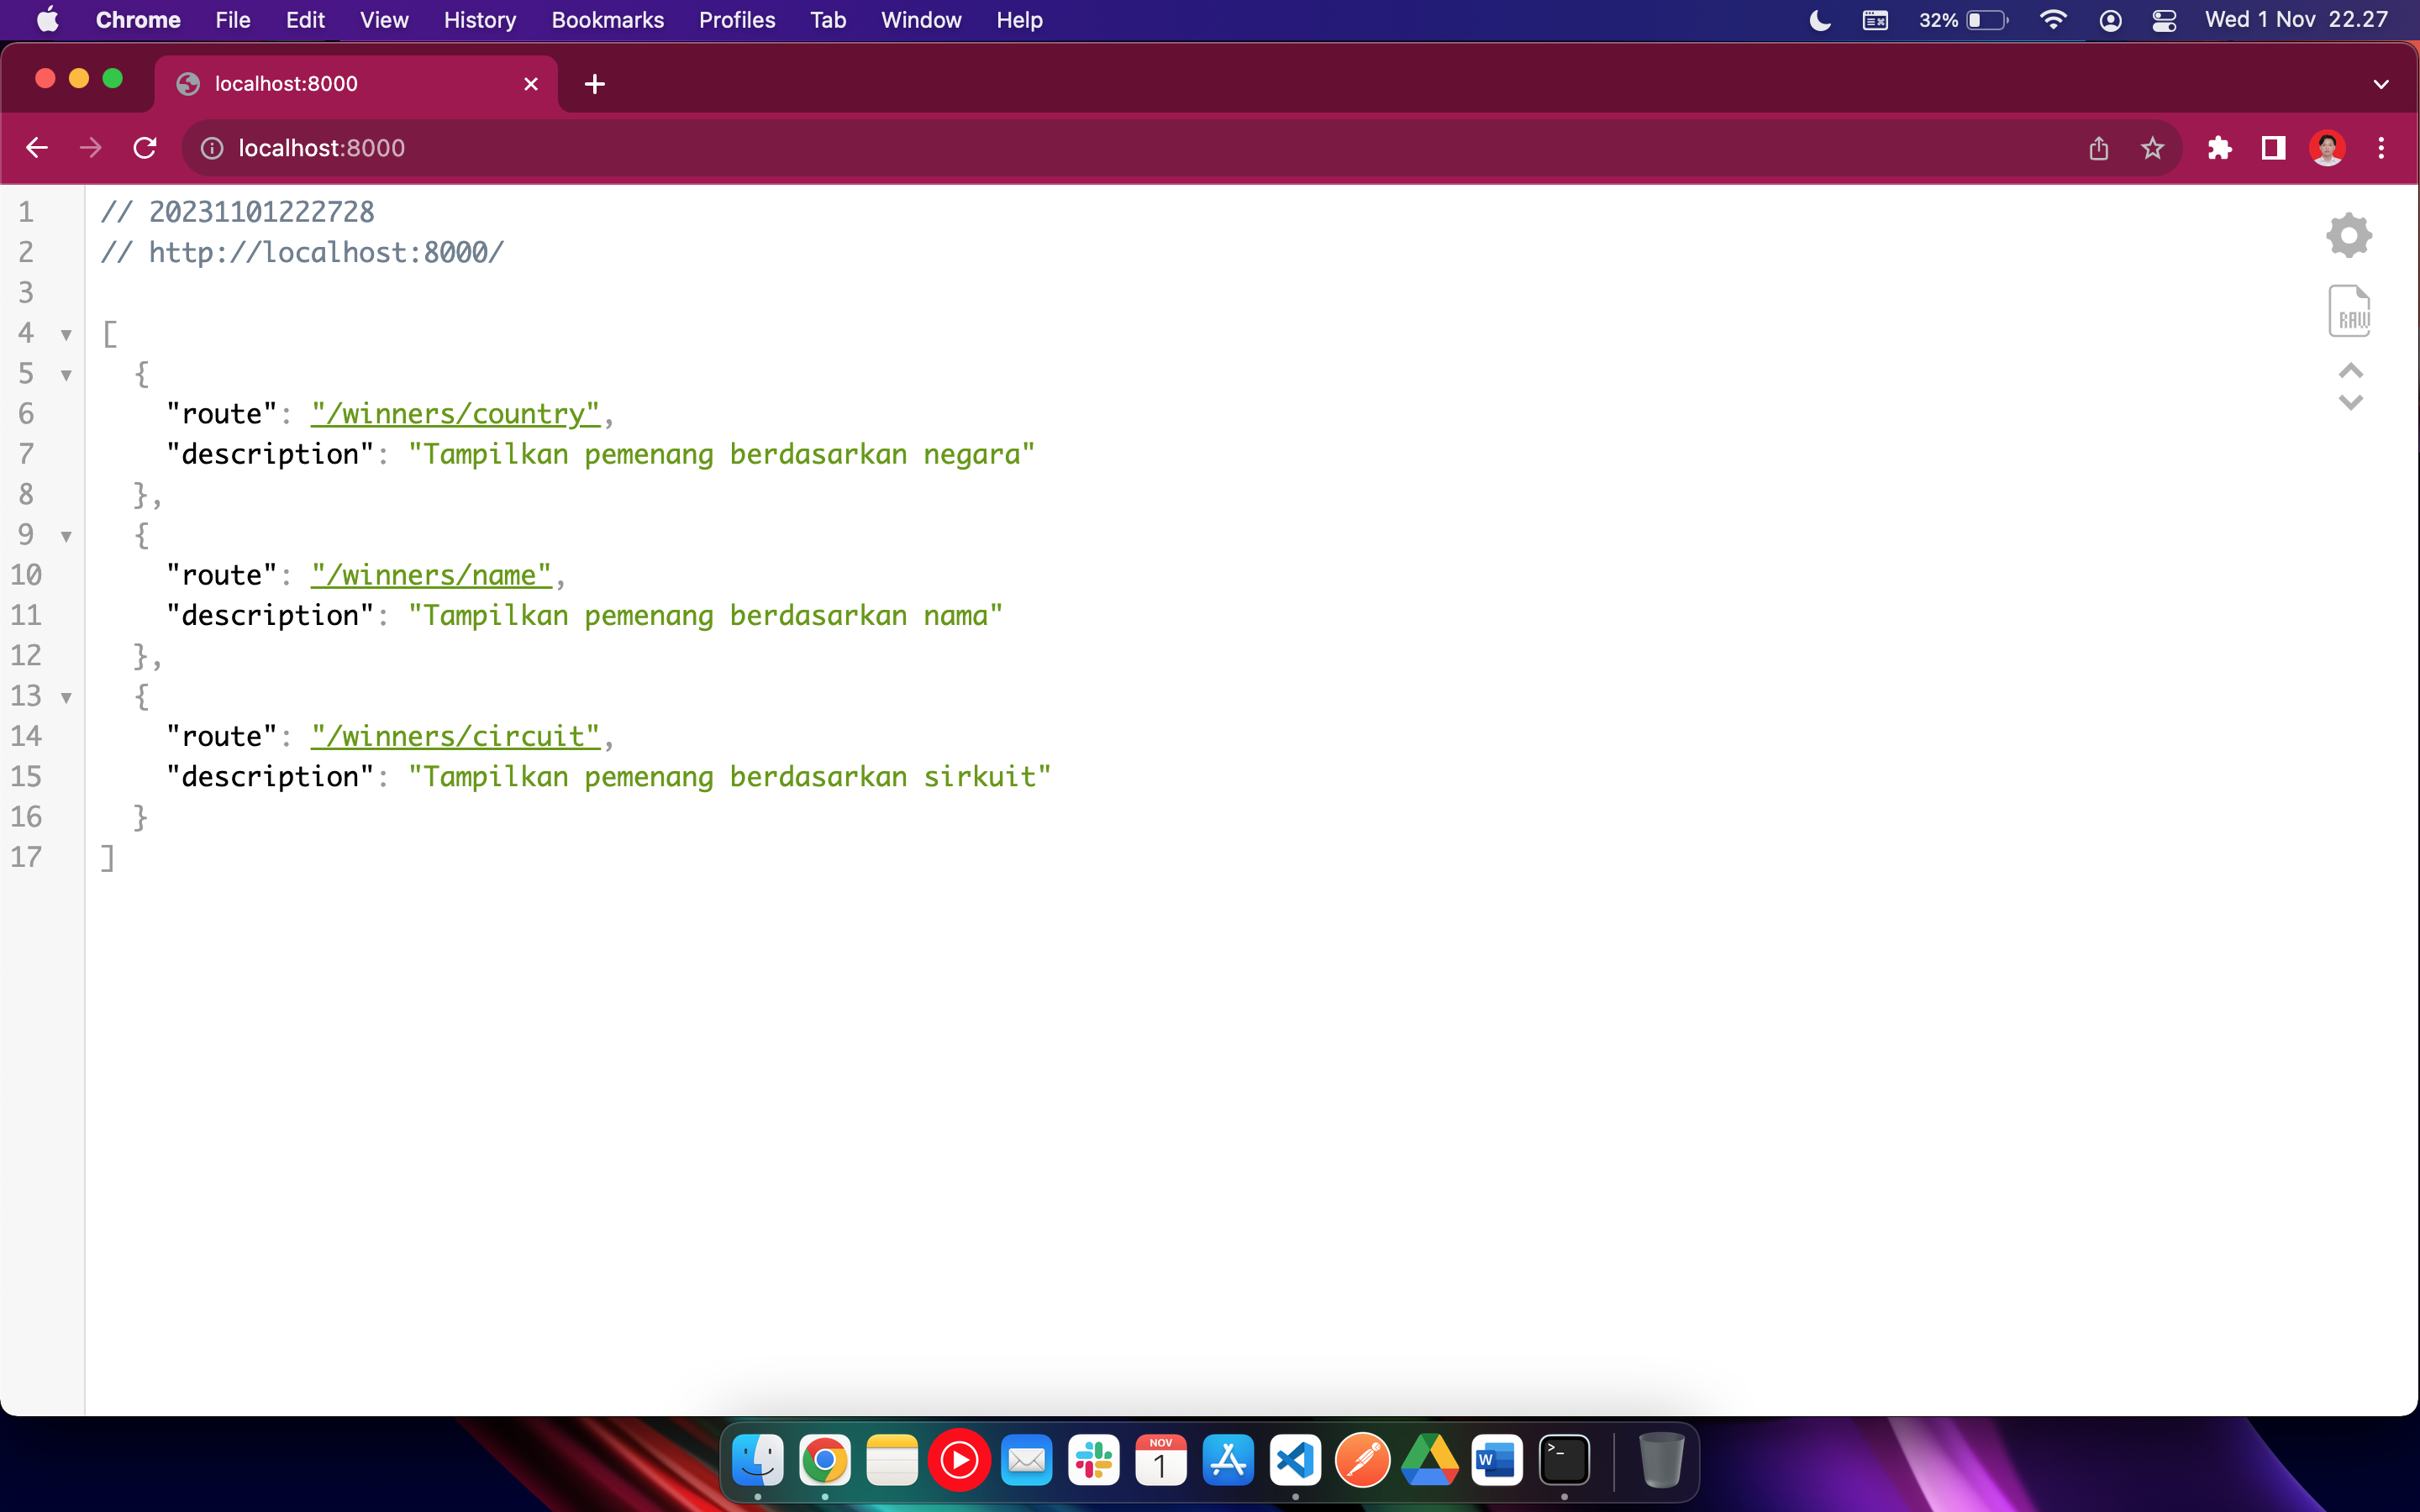 Chrome File Edit View History Bookmarks Profiles Tab Window Help 32% Wed 1 Nov 22.27
localhost:8000
localhost:8000
1 // 20231101222728
2 // http://localhost:8000/
3
4 [
5 {
6 "route": "/winners/country",
7 "description": "Tampilkan pemenang berdasarkan negara"
8 },
9 {
10 "route": "/winners/name",
11 "description": "Tampilkan pemenang berdasarkan nama"
12 },
13 {
14 "route": "/winners/circuit",
15 "description": "Tampilkan pemenang berdasarkan sirkuit"
16 }
17 ]
RAW
NOV
1
W
>_